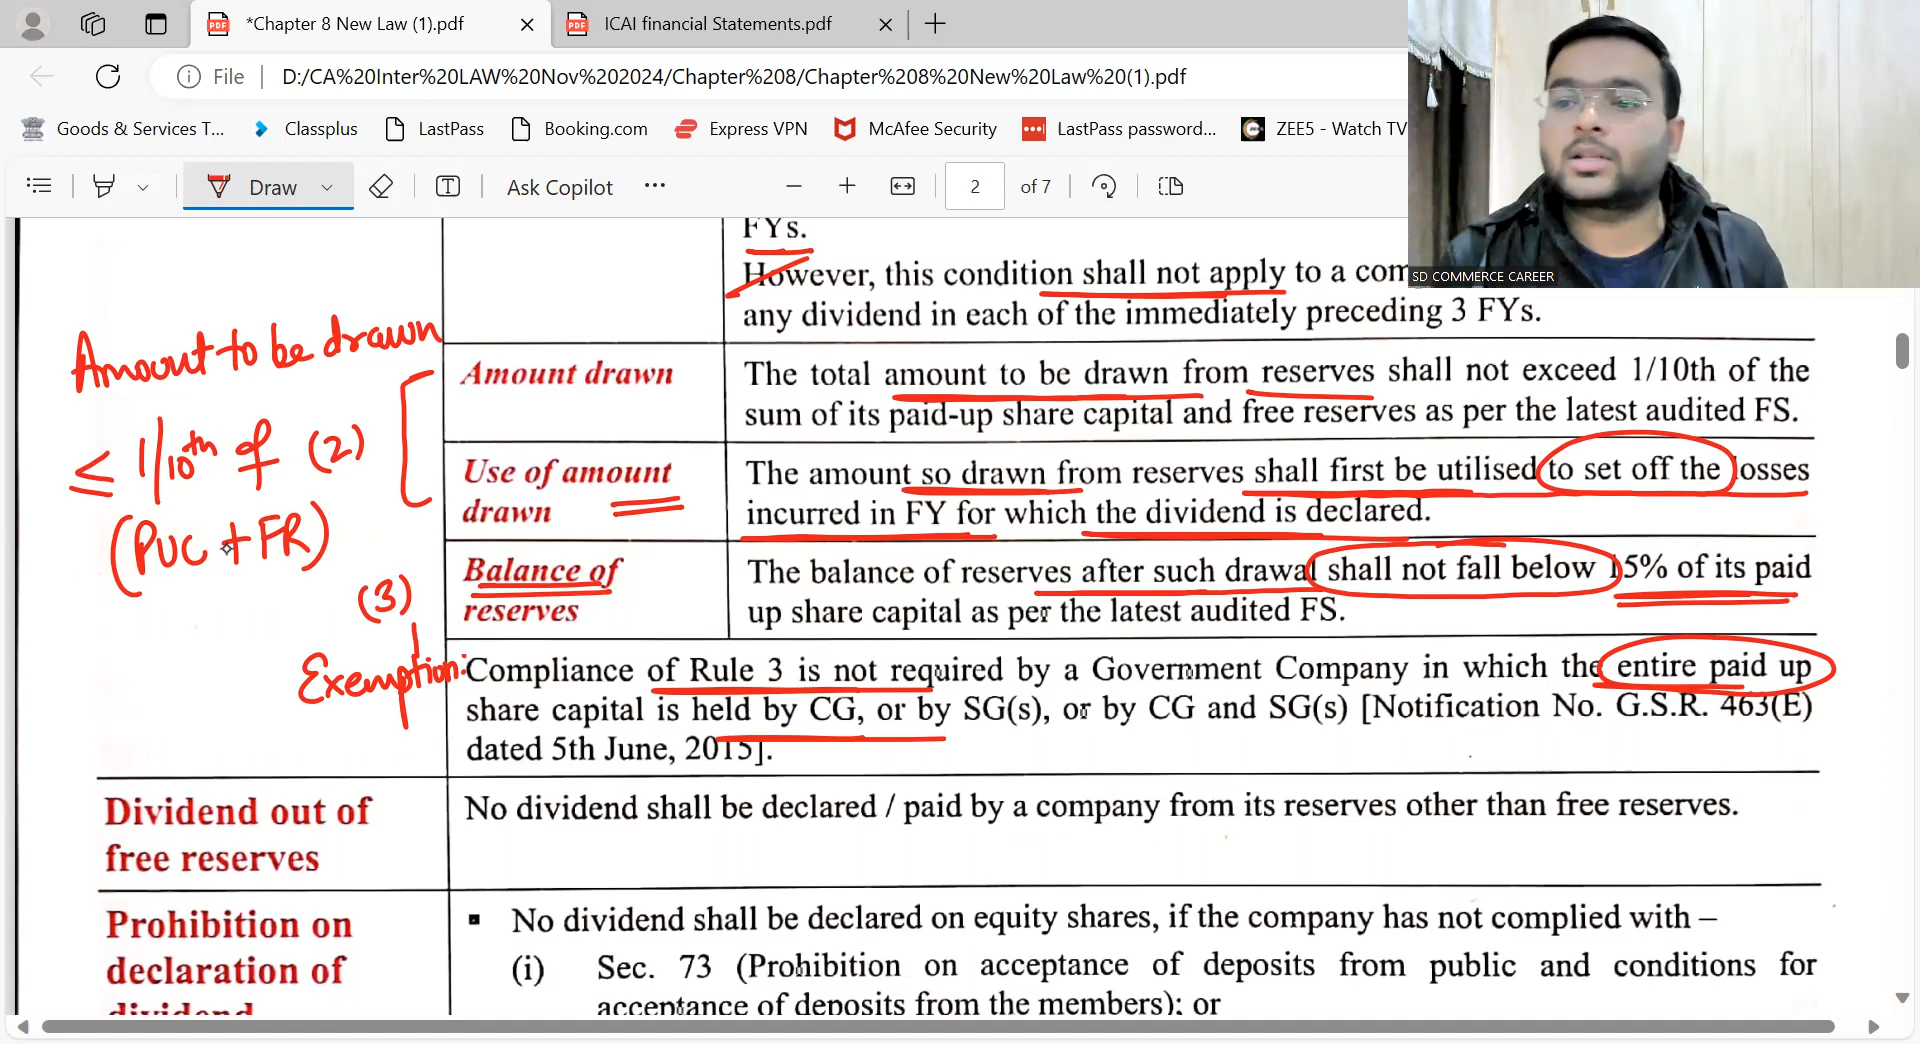 *Chapter 8 New Law (1).pdf
ICAI financial Statements.pdf
File
D:/CA%20Inter%20LAW%20Nov%202024/Chapter%208/Chapter%208%20New%20Law%20(1).pdf
Goods & Services T...
Classplus
LastPass
Booking.com
Express VPN
McAfee Security
LastPass password...
ZEE5 - Watch TV
Draw
Ask Copilot
2 of 7
SD COMMERCE CAREER
FYs.
However, this condition shall not apply to a com
any dividend in each of the immediately preceding 3 FYs.
Amount to be drawn
≤ 1/10th of (2)
(PUC + FR)
Amount drawn
The total amount to be drawn from reserves shall not exceed 1/10th of the
sum of its paid-up share capital and free reserves as per the latest audited FS.
Use of amount
drawn
The amount so drawn from reserves shall first be utilised to set off the losses
incurred in FY for which the dividend is declared.
(3)
Balance of
reserves
The balance of reserves after such drawal shall not fall below 15% of its paid
up share capital as per the latest audited FS.
Exemption:
Compliance of Rule 3 is not required by a Government Company in which the entire paid up
share capital is held by CG, or by SG(s), or by CG and SG(s) [Notification No. G.S.R. 463(E)
dated 5th June, 2015].
Dividend out of
free reserves
No dividend shall be declared / paid by a company from its reserves other than free reserves.
Prohibition on
declaration of
dividend
▪ No dividend shall be declared on equity shares, if the company has not complied with –
(i) Sec. 73 (Prohibition on acceptance of deposits from public and conditions for
acceptance of deposits from the members); or